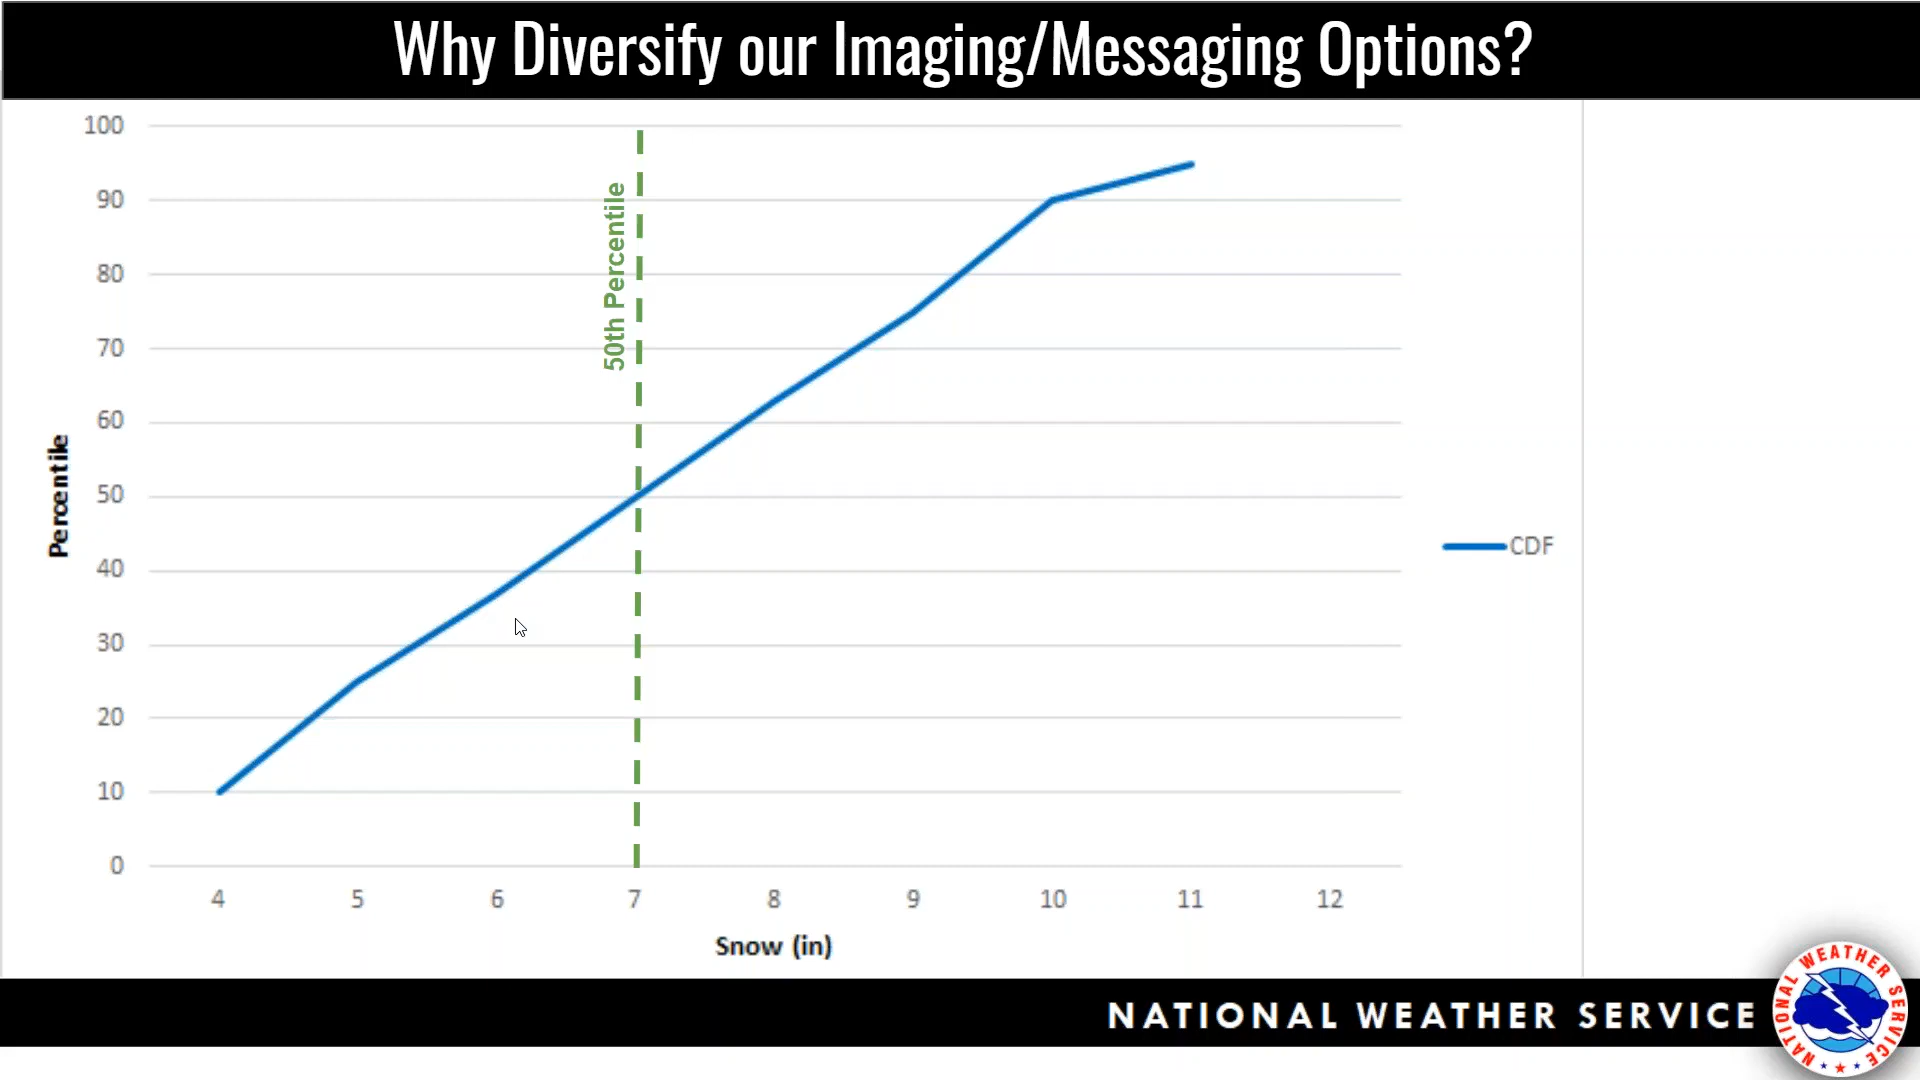 Why Diversify our Imaging/Messaging Options?
100
90
80
70
60
50
40
30
20
10
0
Percentile
50th Percentile
4 5 6 7 8 9 10 11 12
Snow (in)
CDF
NATIONAL WEATHER SERVICE
NATIONAL WEATHER SERVICE